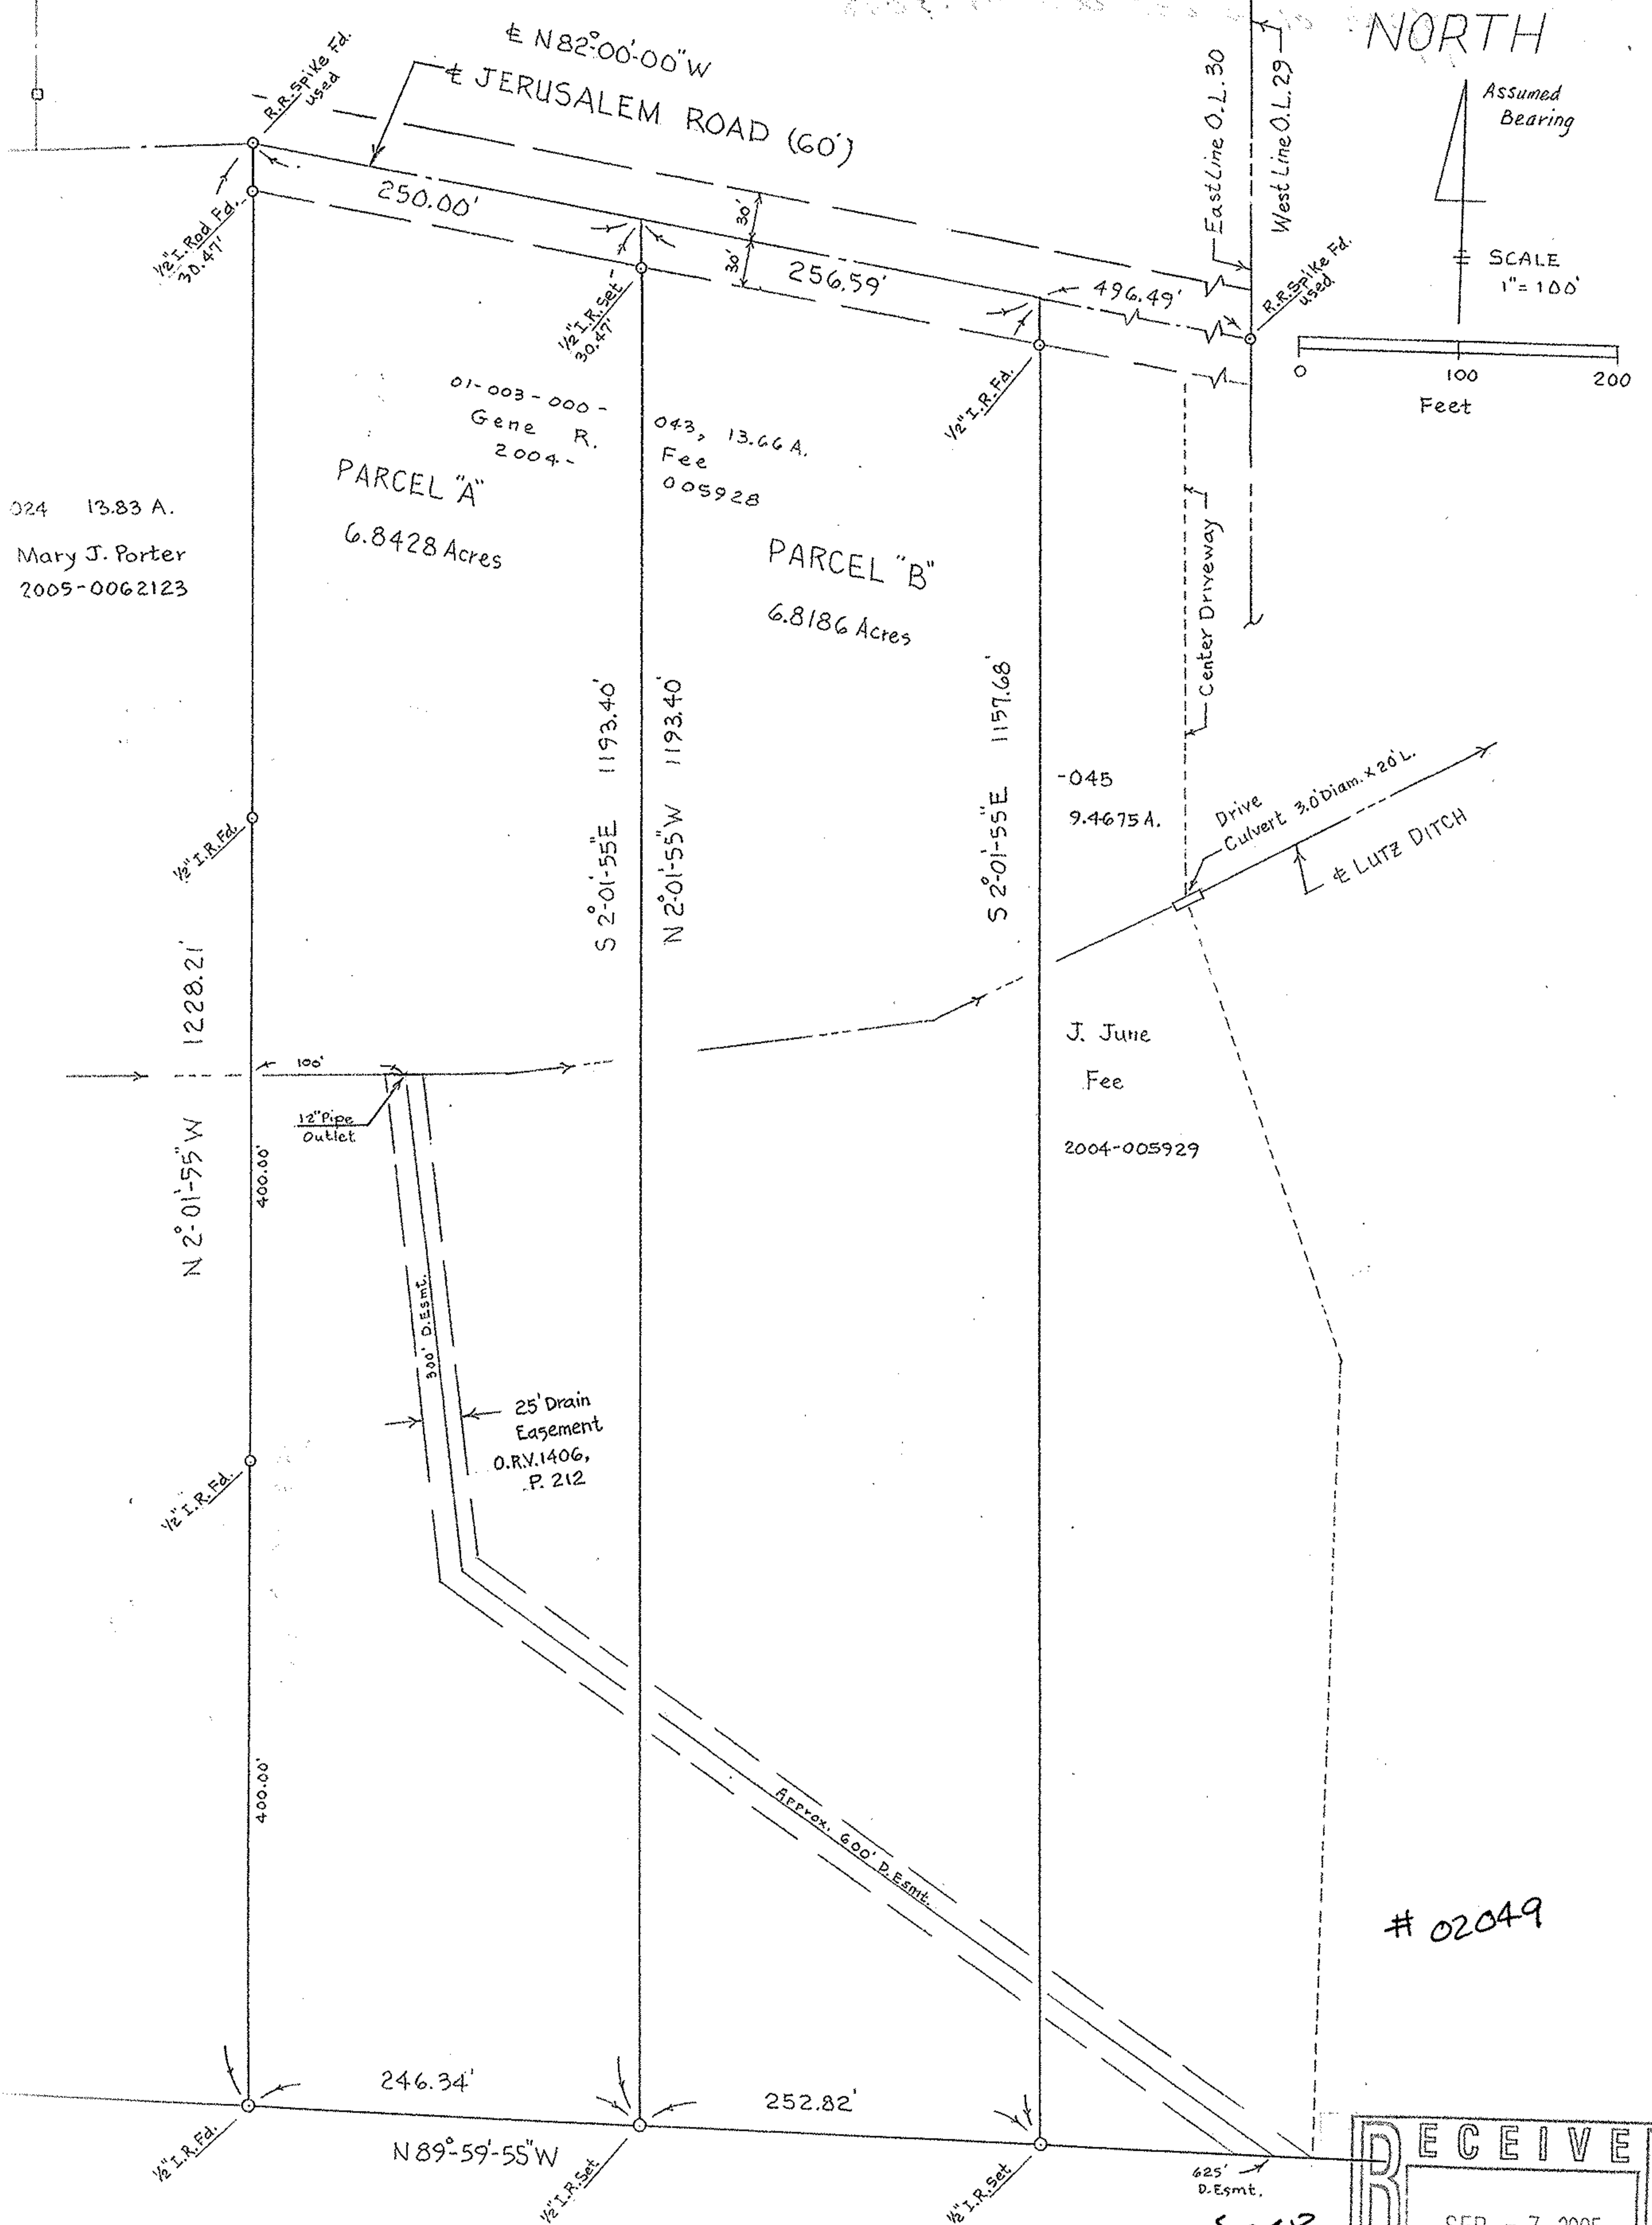 NORTH
Assumed
Bearing
SCALE
1"=100'
0 100 200
Feet
℄ N82°-00'-00"W
℄ JERUSALEM ROAD (60')
R.R.Spike Fd.
used
East Line O.L.30
West Line O.L.29
250.00'
30'
30'
256.59'
496.49'
R.R.Spike Fd.
used
½" I.Rod Fd.
30.47'
½" I.R.Set
30.47'
½" I.R.Fd.
01-003-000-
043, 13.66 A.
Gene R.
Fee
2004-
005928
PARCEL "A"
6.8428 Acres
PARCEL "B"
6.8186 Acres
024 13.83 A.
Mary J. Porter
2005-0062123
Center Driveway
S 2°-01'-55"E 1193.40'
N 2°-01'-55"W 1193.40'
S 2°-01'-55"E 1157.68'
-045
9.4675A.
Drive
Culvert 3.0'Diam. x 20'L.
℄ LUTZ DITCH
½" I.R.Fd.
N 2°-01'-55"W 1228.21'
100'
12"Pipe
Outlet
400.00'
J. June
Fee
2004-005929
300' D.Esmt.
25' Drain
Easement
O.R.V.1406,
P. 212
½" I.R.Fd.
400.00'
Approx. 600' D.Esmt.
# 02049
246.34'
252.82'
½" I.R.Fd.
N 89°-59'-55"W
½" I.R.Set
½" I.R.Set
625'
D.Esmt.
RECEIVE
SEP - 7 2005